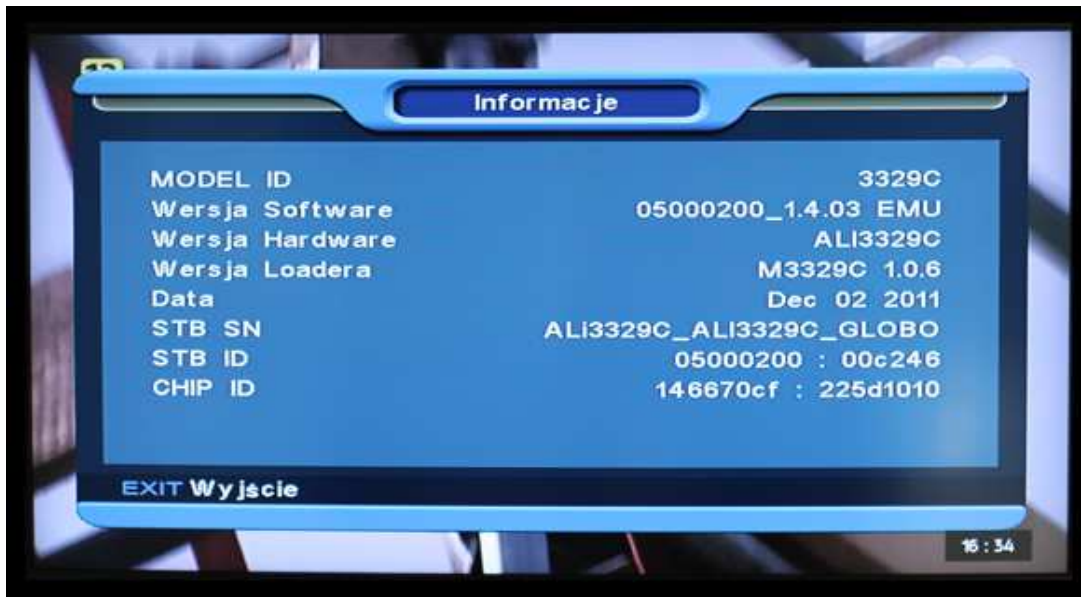 Informacje
MODEL ID 3329C
Wersja Software 05000200_1.4.03 EMU
Wersja Hardware ALI3329C
Wersja Loadera M3329C 1.0.6
Data Dec 02 2011
STB SN ALi3329C_ALI3329C_GLOBO
STB ID 05000200 : 00c246
CHIP ID 146670cf : 225d1010
EXIT Wyjście
16 : 34